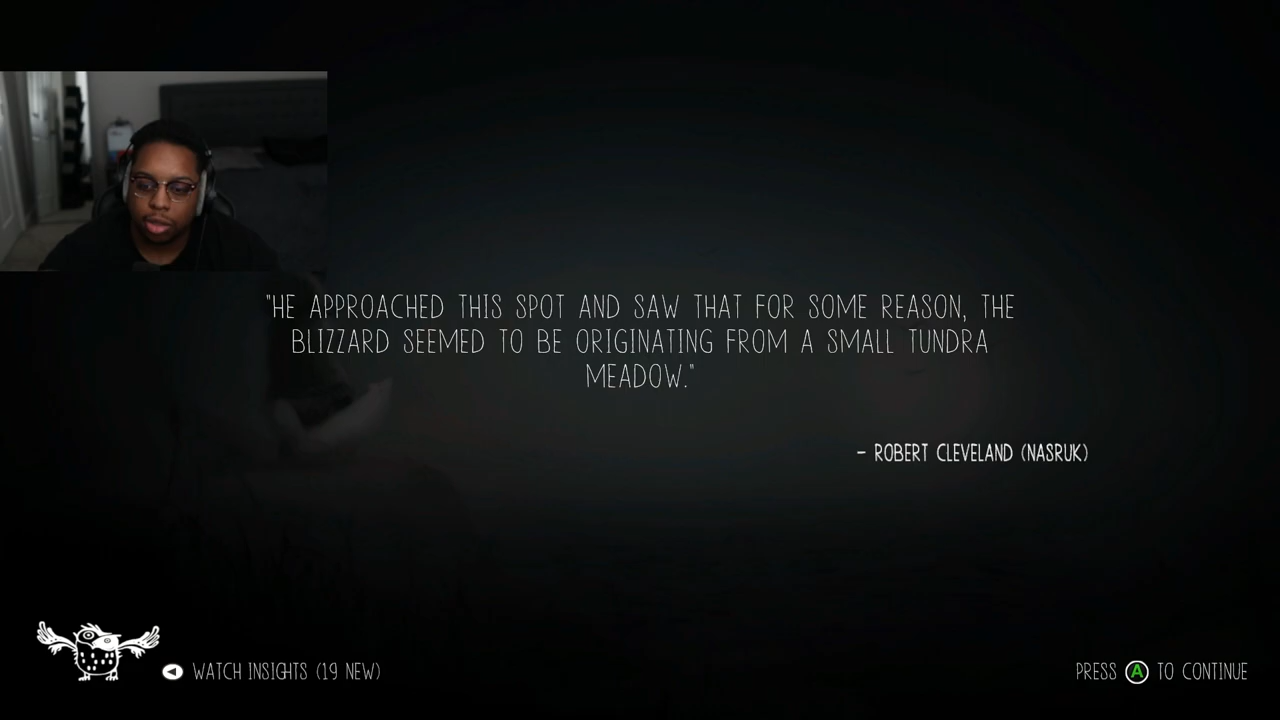 "HE APPROACHED THIS SPOT AND SAW THAT FOR SOME REASON, THE
BLIZZARD SEEMED TO BE ORIGINATING FROM A SMALL TUNDRA
MEADOW."
- ROBERT CLEVELAND (NASRUK)
WATCH INSIGHTS (19 NEW)
PRESS A TO CONTINUE